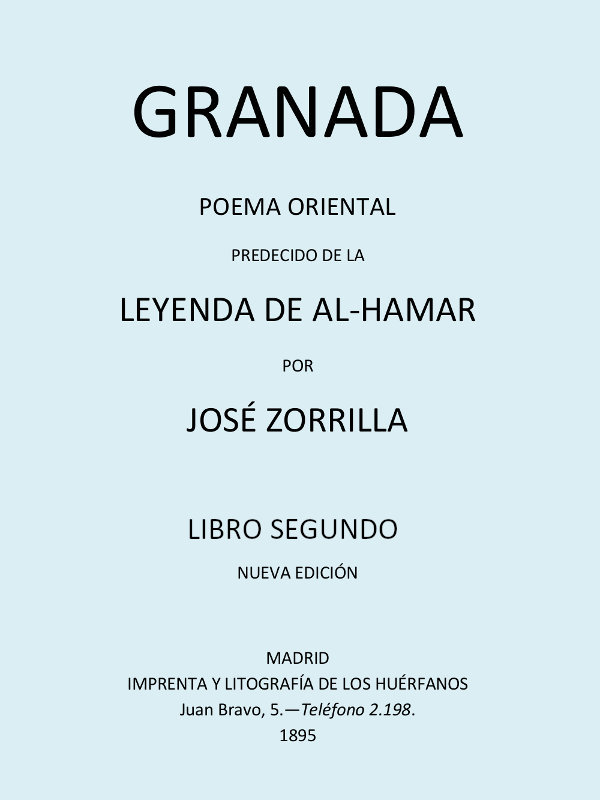 GRANADA
POEMA ORIENTAL
PREDECIDO DE LA
LEYENDA DE AL-HAMAR
POR
JOSÉ ZORRILLA
LIBRO SEGUNDO
NUEVA EDICIÓN
MADRID
IMPRENTA Y LITOGRAFÍA DE LOS HUÉRFANOS
Juan Bravo, 5.—Teléfono 2.198.
1895